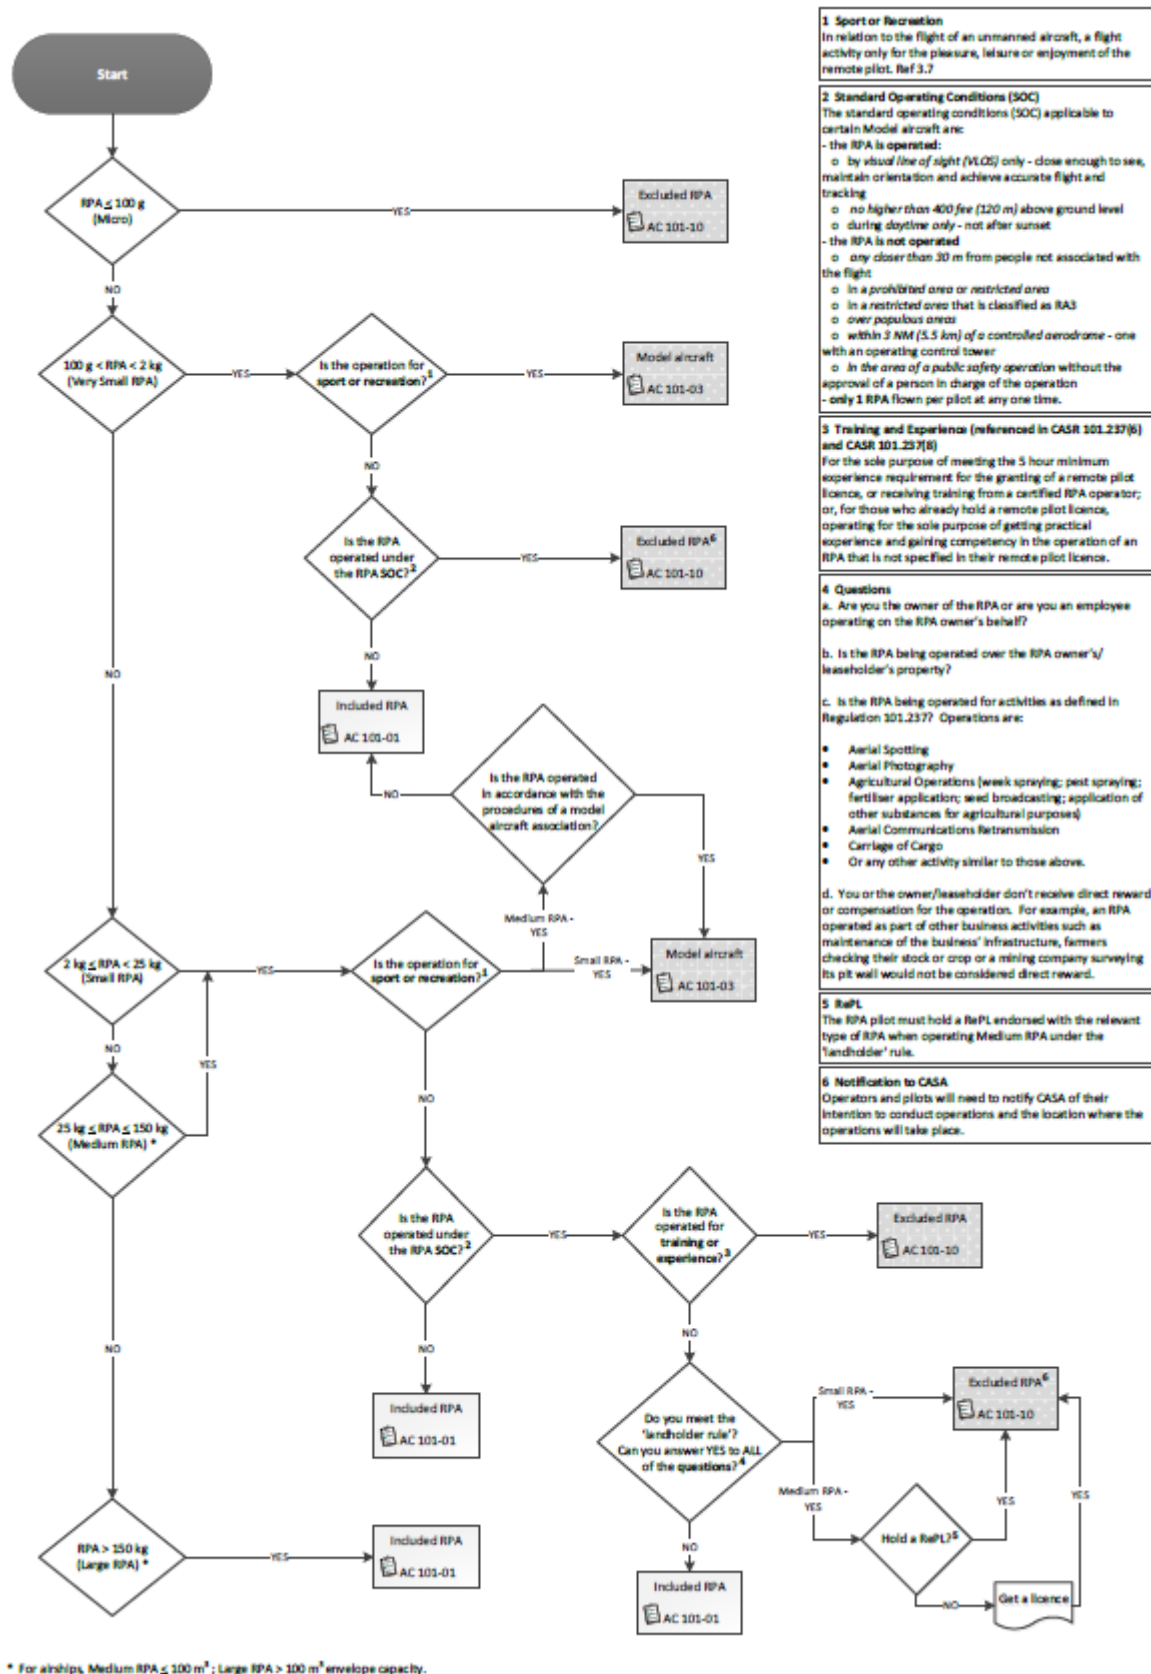 Start
RPA ≤ 100 g
(Micro)
YES
Excluded RPA
AC 101-10
NO
100 g < RPA < 2 kg
(Very Small RPA)
YES
Is the operation for
sport or recreation?1
YES
Model aircraft
AC 101-03
NO
Is the RPA
operated under
the RPA SOC?2
YES
Excluded RPA6
AC 101-10
NO
NO
Included RPA
AC 101-01
Is the RPA operated
in accordance with the
procedures of a model
aircraft association?
NO
YES
Medium RPA -
YES
2 kg ≤ RPA < 25 kg
(Small RPA)
YES
Is the operation for
sport or recreation?1
Small RPA -
YES
Model aircraft
AC 101-03
NO
YES
25 kg ≤ RPA ≤ 150 kg
(Medium RPA) *
NO
Is the RPA
operated under
the RPA SOC?2
YES
Is the RPA
operated for
training or
experience?3
YES
Excluded RPA
AC 101-10
NO
NO
NO
Included RPA
AC 101-01
Do you meet the
'landholder rule'?
Can you answer YES to ALL
of the questions?4
Small RPA -
YES
Excluded RPA6
AC 101-10
Medium RPA -
YES
Hold a RePL?5
YES
YES
NO
Get a licence
NO
Included RPA
AC 101-01
RPA > 150 kg
(Large RPA) *
YES
Included RPA
AC 101-01
* For airships, Medium RPA ≤ 100 m³ ; Large RPA > 100 m³ envelope capacity.
1 Sport or Recreation
In relation to the flight of an unmanned aircraft, a flight
activity only for the pleasure, leisure or enjoyment of the
remote pilot. Ref 3.7
2 Standard Operating Conditions (SOC)
The standard operating conditions (SOC) applicable to
certain Model aircraft are:
- the RPA is operated:
o by visual line of sight (VLOS) only - close enough to see,
maintain orientation and achieve accurate flight and
tracking
o no higher than 400 fee (120 m) above ground level
o during daytime only - not after sunset
- the RPA is not operated
o any closer than 30 m from people not associated with
the flight
o in a prohibited area or restricted area
o in a restricted area that is classified as RA3
o over populous areas
o within 3 NM (5.5 km) of a controlled aerodrome - one
with an operating control tower
o in the area of a public safety operation without the
approval of a person in charge of the operation
- only 1 RPA flown per pilot at any one time.
3 Training and Experience (referenced in CASR 101.237(6)
and CASR 101.237(8)
For the sole purpose of meeting the 5 hour minimum
experience requirement for the granting of a remote pilot
licence, or receiving training from a certified RPA operator;
or, for those who already hold a remote pilot licence,
operating for the sole purpose of getting practical
experience and gaining competency in the operation of an
RPA that is not specified in their remote pilot licence.
4 Questions
a. Are you the owner of the RPA or are you an employee
operating on the RPA owner's behalf?
b. Is the RPA being operated over the RPA owner's/
leaseholder's property?
c. Is the RPA being operated for activities as defined in
Regulation 101.237? Operations are:
• Aerial Spotting
• Aerial Photography
• Agricultural Operations (week spraying; pest spraying;
fertiliser application; seed broadcasting; application of
other substances for agricultural purposes)
• Aerial Communications Retransmission
• Carriage of Cargo
• Or any other activity similar to those above.
d. You or the owner/leaseholder don't receive direct reward
or compensation for the operation. For example, an RPA
operated as part of other business activities such as
maintenance of the business' infrastructure, farmers
checking their stock or crop or a mining company surveying
its pit wall would not be considered direct reward.
5 RePL
The RPA pilot must hold a RePL endorsed with the relevant
type of RPA when operating Medium RPA under the
'landholder' rule.
6 Notification to CASA
Operators and pilots will need to notify CASA of their
intention to conduct operations and the location where the
operations will take place.